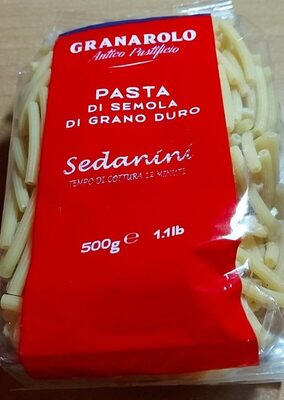 GRANAROLO
Antico Pastificio
PASTA
DI SEMOLA
DI GRANO DURO
Sedanini
TEMPO DI COTTURA 12 MINUTI
500g e 1.1lb